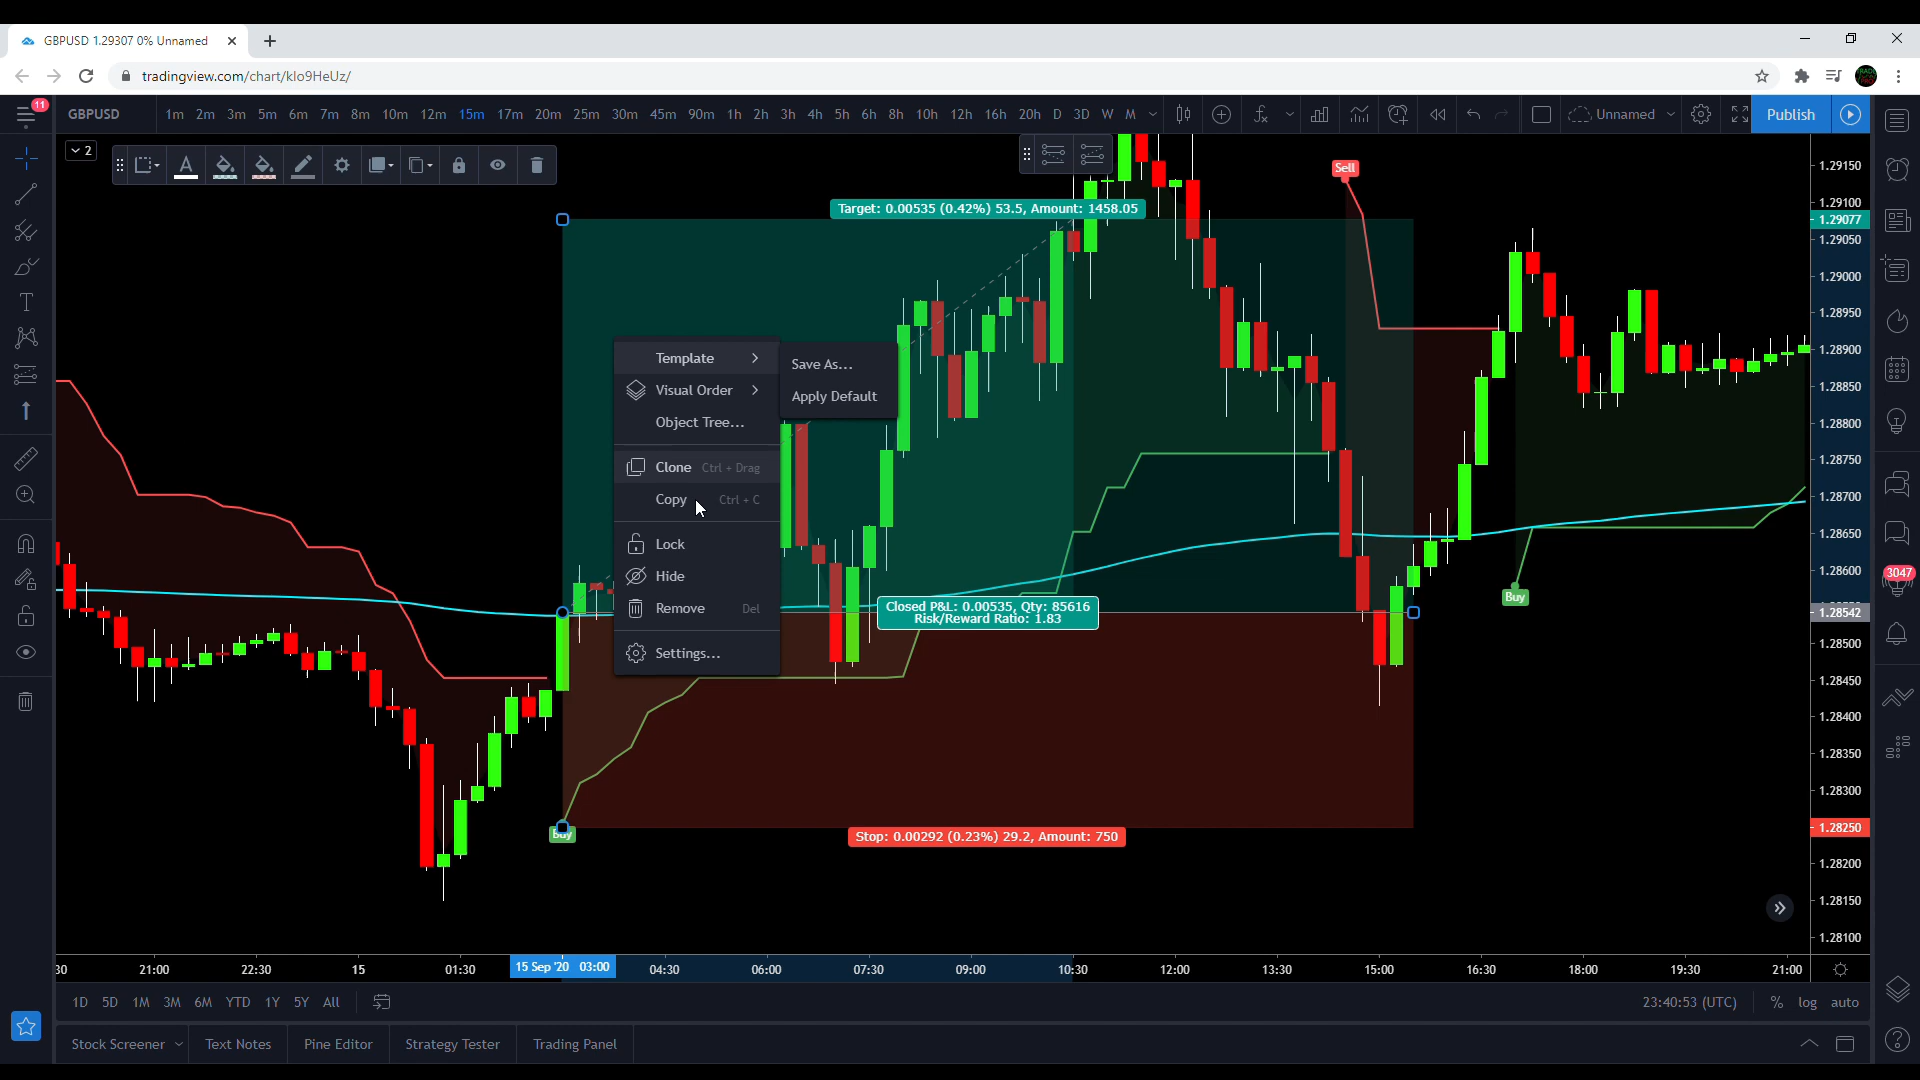 GBPUSD 1.29307 0% Unnamed
tradingview.com/chart/klo9HeUz/
11
GBPUSD 1m 2m 3m 5m 6m 7m 8m 10m 12m 15m 17m 20m 25m 30m 45m 90m 1h 2h 3h 4h 5h 6h 8h 10h 12h 16h 20h D 3D W M Unnamed Publish
2
Sell
Target: 0.00535 (0.42%) 53.5, Amount: 1458.05
Template
Save As...
Visual Order
Apply Default
Object Tree...
Clone Ctrl + Drag
Copy Ctrl + C
Lock
Hide
Remove Del
Settings...
Closed P&L: 0.00535, Qty: 85616
Risk/Reward Ratio: 1.83
Buy
Buy
Stop: 0.00292 (0.23%) 29.2, Amount: 750
1.29150
1.29100
1.29077
1.29050
1.29000
1.28950
1.28900
1.28850
1.28800
1.28750
1.28700
1.28650
1.28600
1.28542
1.28500
1.28450
1.28400
1.28350
1.28300
1.28250
1.28200
1.28150
1.28100
3047
30 21:00 22:30 15 01:30 15 Sep '20 03:00 04:30 06:00 07:30 09:00 10:30 12:00 13:30 15:00 16:30 18:00 19:30 21:00
1D 5D 1M 3M 6M YTD 1Y 5Y All 23:40:53 (UTC) % log auto
Stock Screener Text Notes Pine Editor Strategy Tester Trading Panel